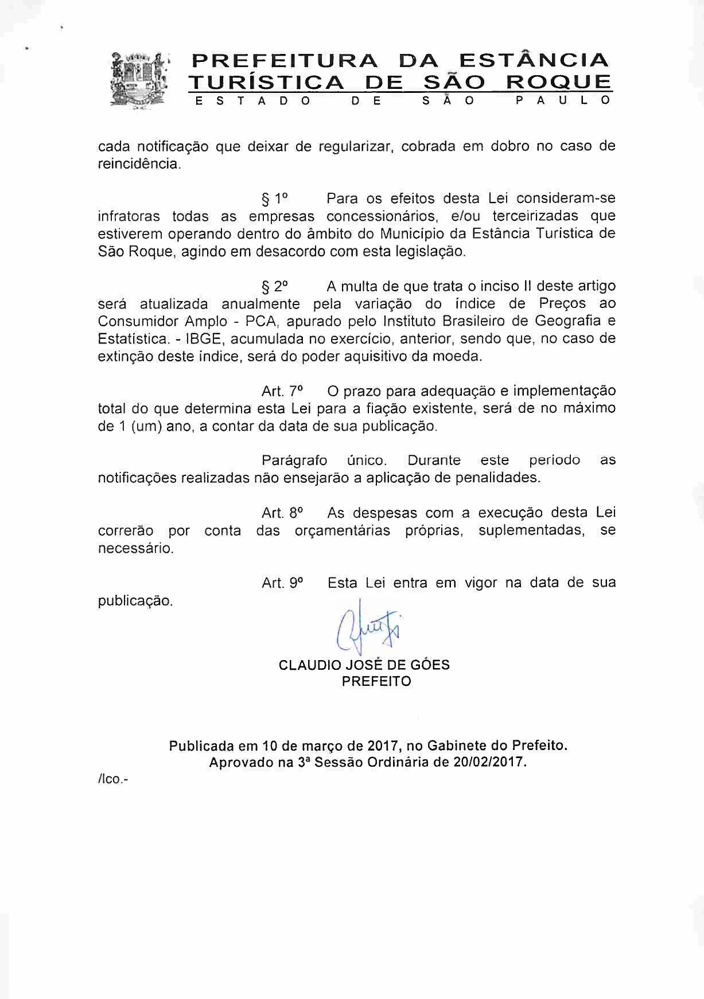 PREFEITURA DA ESTÂNCIA
TURÍSTICA DE SÃO ROQUE
ESTADO DE SÃO PAULO
cada notificação que deixar de regularizar, cobrada em dobro no caso de
reincidência.
§ 1º Para os efeitos desta Lei consideram-se
infratoras todas as empresas concessionários, e/ou terceirizadas que
estiverem operando dentro do âmbito do Município da Estância Turística de
São Roque, agindo em desacordo com esta legislação.
§ 2º A multa de que trata o inciso II deste artigo
será atualizada anualmente pela variação do índice de Preços ao
Consumidor Amplo - PCA, apurado pelo Instituto Brasileiro de Geografia e
Estatística. - IBGE, acumulada no exercício, anterior, sendo que, no caso de
extinção deste índice, será do poder aquisitivo da moeda.
Art. 7º O prazo para adequação e implementação
total do que determina esta Lei para a fiação existente, será de no máximo
de 1 (um) ano, a contar da data de sua publicação.
Parágrafo único. Durante este periodo as
notificações realizadas não ensejarão a aplicação de penalidades.
Art. 8º As despesas com a execução desta Lei
correrão por conta das orçamentárias próprias, suplementadas, se
necessário.
Art. 9º Esta Lei entra em vigor na data de sua
publicação.
CLAUDIO JOSÉ DE GÓES
PREFEITO
Publicada em 10 de março de 2017, no Gabinete do Prefeito.
Aprovado na 3ª Sessão Ordinária de 20/02/2017.
/lco.-